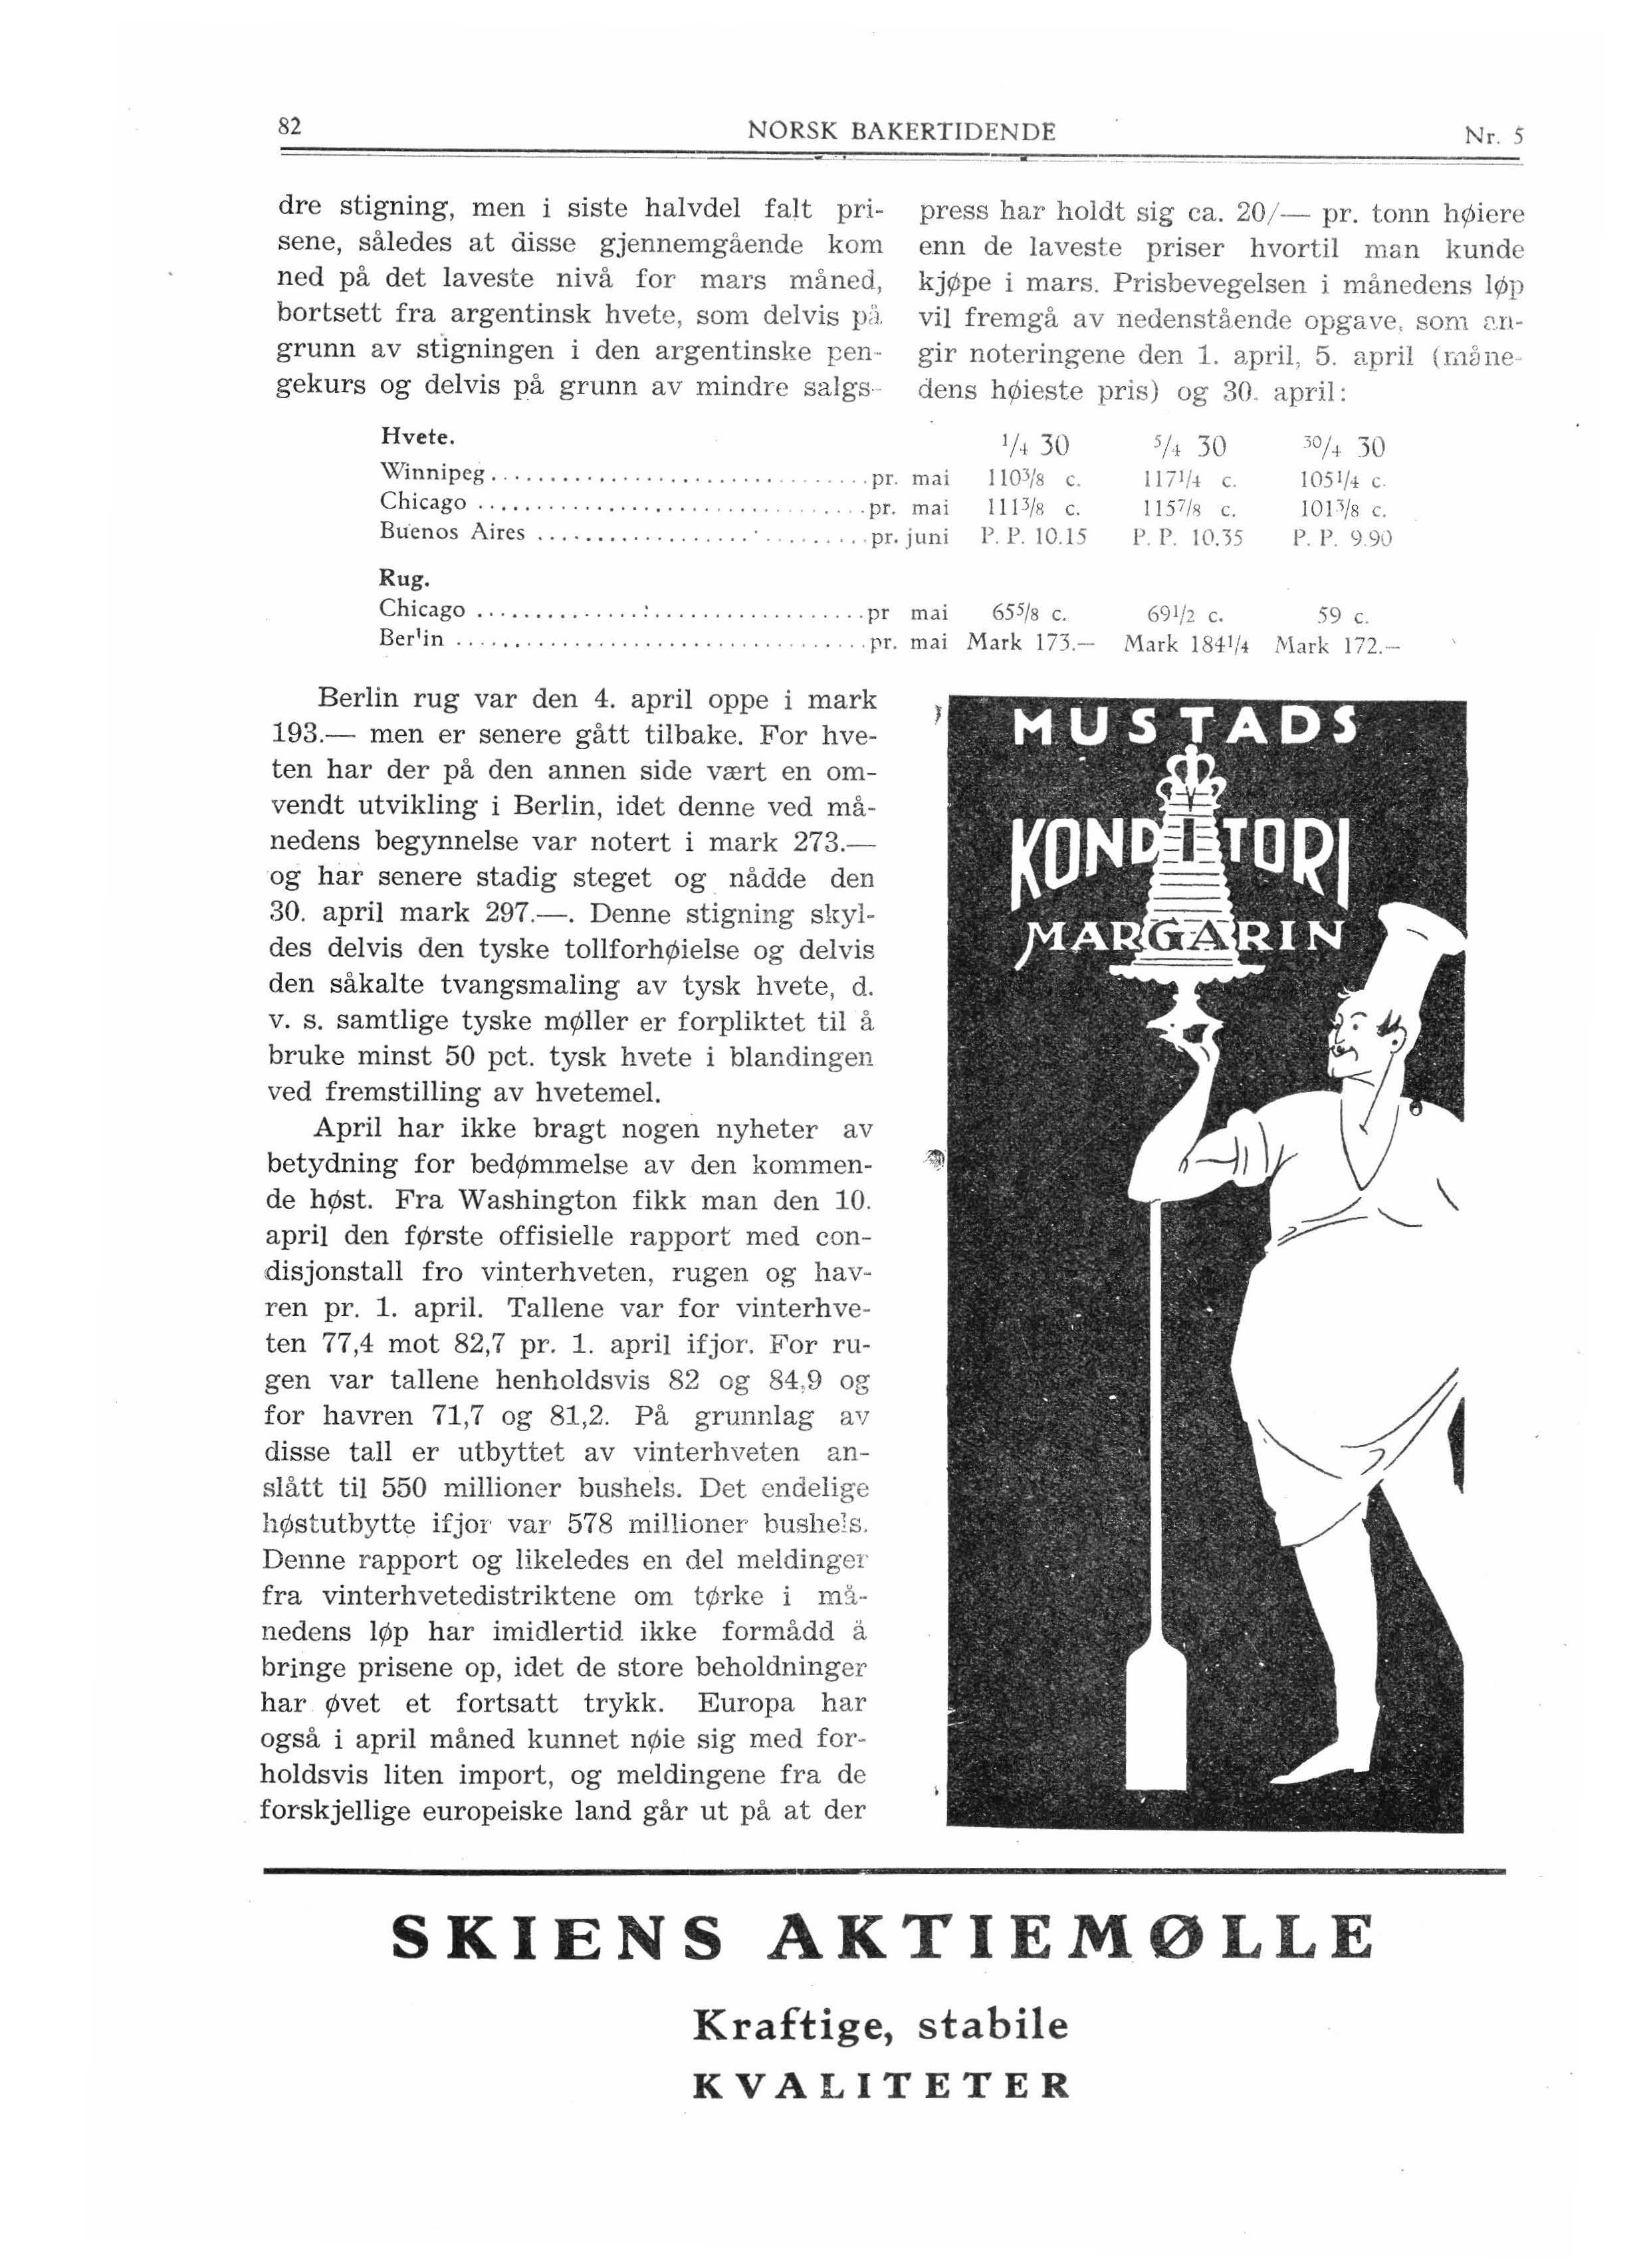 82
NORSK BAKERTIDENDE
Nr. 5
dre stigning, men i siste halvdel falt pri-
sene, således at disse gjennemgående kom
ned på det laveste nivå for mars måned,
bortsett fra argentinsk hvete, som delvis på
grunn av stigningen i den argentinske pen-
gekurs og delvis på grunn av mindre salgs-
press har holdt sig ca. 20/— pr. tonn høiere
enn de laveste priser hvortil man kunde
kjøpe i mars. Prisbevegelsen i månedens løp
vil fremgå av nedenstående opgave, som an-
gir noteringene den 1. april, 5. april (måne-
dens høieste pris) og 30. april:
Hvete. 1/4 30 5/4 30 30/4 30
Winnipeg................................pr. mai 110³/8 c. 117¹/4 c. 105¹/4 c.
Chicago.................................pr. mai 111³/8 c. 115⁷/8 c. 101³/8 c.
Buenos Aires............................pr. juni P. P. 10.15 P. P. 10.35 P. P. 9.90
Rug.
Chicago.................................pr mai 65⁵/8 c. 69¹/2 c. 59 c.
Berlin..................................pr. mai Mark 173.— Mark 184¹/4 Mark 172.—
Berlin rug var den 4. april oppe i mark
193.— men er senere gått tilbake. For hve-
ten har der på den annen side vært en om-
vendt utvikling i Berlin, idet denne ved må-
nedens begynnelse var notert i mark 273.—
og har senere stadig steget og nådde den
30. april mark 297.—. Denne stigning skyl-
des delvis den tyske tollforhøielse og delvis
den såkalte tvangsmaling av tysk hvete, d.
v. s. samtlige tyske møller er forpliktet til å
bruke minst 50 pct. tysk hvete i blandingen
ved fremstilling av hvetemel.
April har ikke bragt nogen nyheter av
betydning for bedømmelse av den kommen-
de høst. Fra Washington fikk man den 10.
april den første offisielle rapport med con-
disjonstall fro vinterhveten, rugen og hav-
ren pr. 1. april. Tallene var for vinterhve-
ten 77,4 mot 82,7 pr. 1. april ifjor. For ru-
gen var tallene henholdsvis 82 og 84,9 og
for havren 71,7 og 81,2. På grunnlag av
disse tall er utbyttet av vinterhveten an-
slått til 550 millioner bushels. Det endelige
høstutbytte ifjor var 578 millioner bushels.
Denne rapport og likeledes en del meldinger
fra vinterhvetedistriktene om tørke i må-
nedens løp har imidlertid ikke formådd å
bringe prisene op, idet de store beholdninger
har øvet et fortsatt trykk. Europa har
også i april måned kunnet nøie sig med for-
holdsvis liten import, og meldingene fra de
forskjellige europeiske land går ut på at der
MUSTADS
KONDITORI
MARGARIN
SKIENS AKTIEMØLLE
Kraftige, stabile
KVALITETER